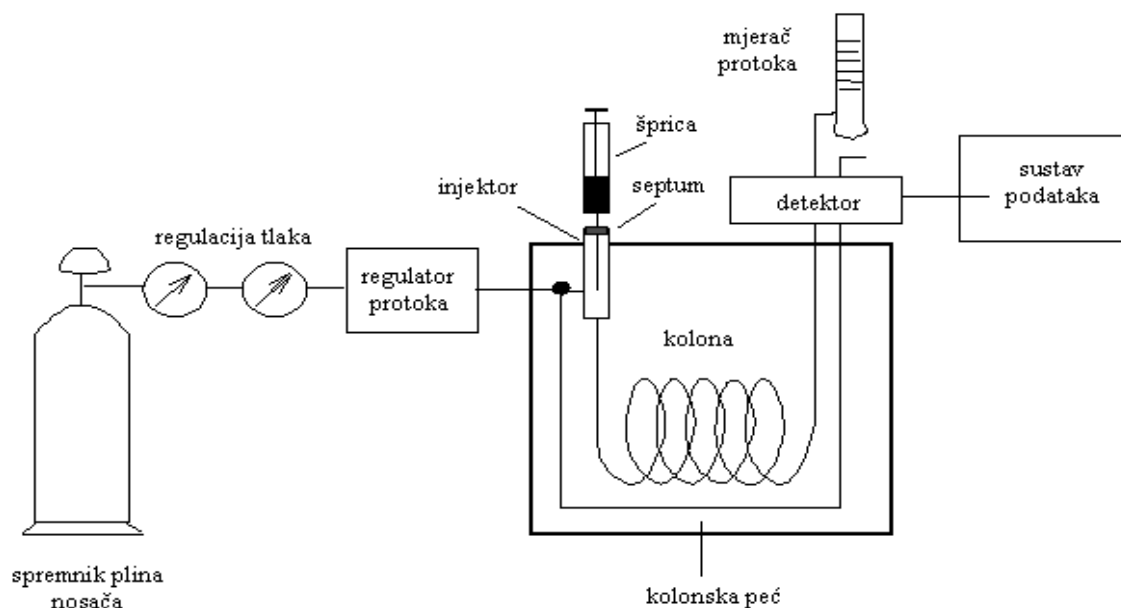 mjerač
protoka
šprica
injektor
septum
detektor
sustav
podataka
regulacija tlaka
regulator
protoka
kolona
spremnik plina
nosača
kolonska peć